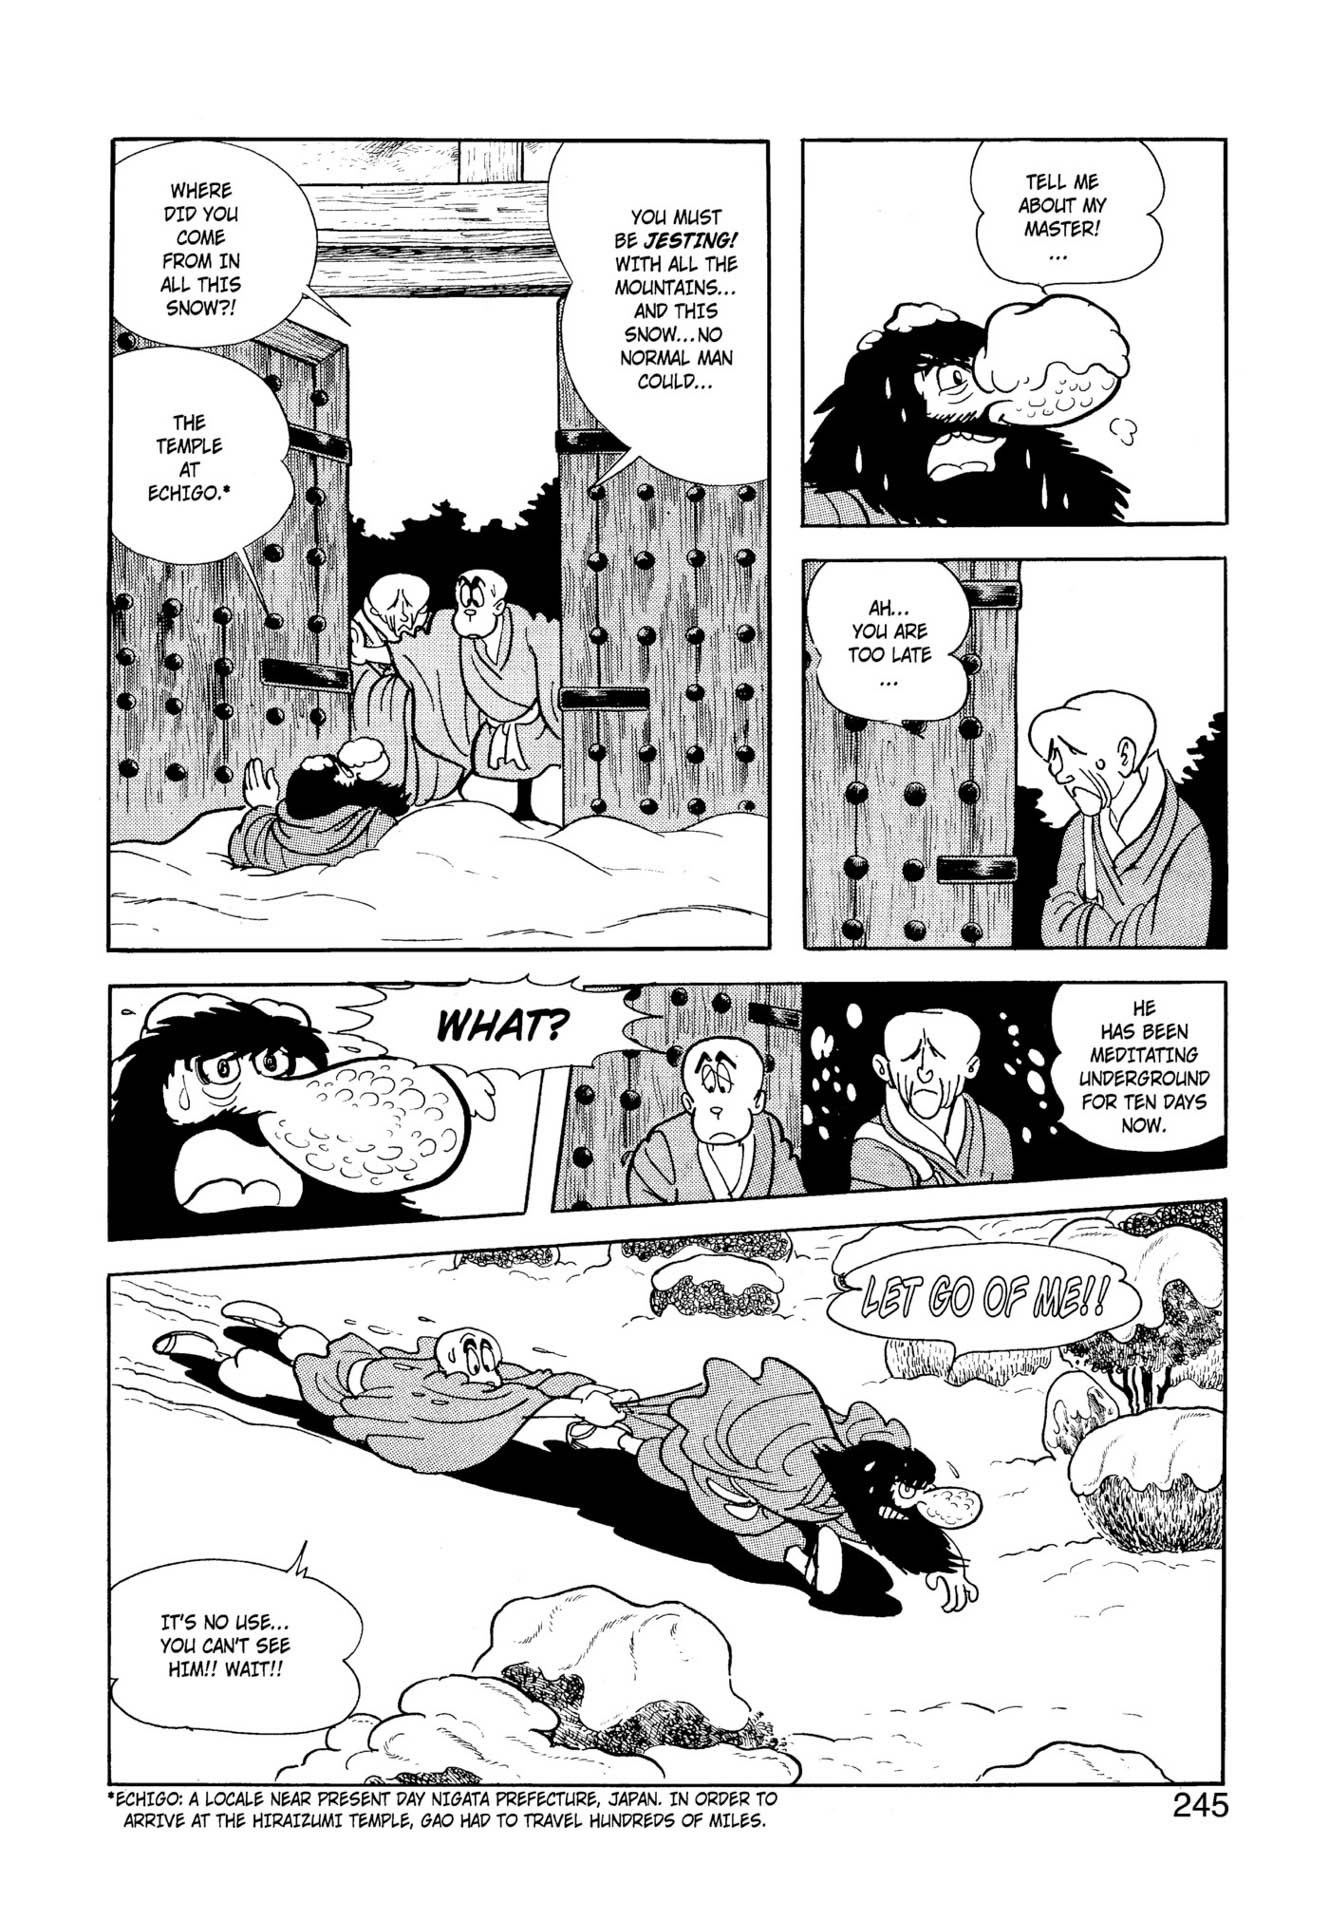 WHERE
DID YOU
COME
FROM IN
ALL THIS
SNOW?!
YOU MUST
BE JESTING!
WITH ALL THE
MOUNTAINS...
AND THIS
SNOW...NO
NORMAL MAN
COULD...
THE
TEMPLE
AT
ECHIGO.*
TELL ME
ABOUT MY
MASTER!
...
AH...
YOU ARE
TOO LATE
...
WHAT?
HE
HAS BEEN
MEDITATING
UNDERGROUND
FOR TEN DAYS
NOW.
LET GO OF ME!!
IT'S NO USE...
YOU CAN'T SEE
HIM!! WAIT!!
*ECHIGO: A LOCALE NEAR PRESENT DAY NIGATA PREFECTURE, JAPAN. IN ORDER TO
ARRIVE AT THE HIRAIZUMI TEMPLE, GAO HAD TO TRAVEL HUNDREDS OF MILES.
245